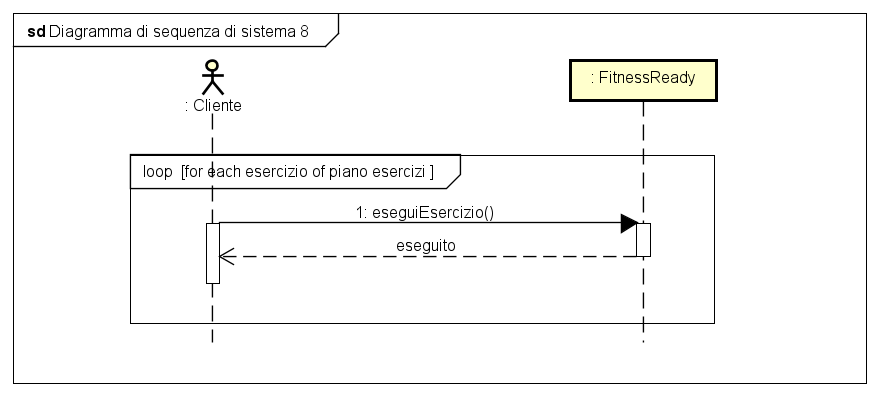 sd Diagramma di sequenza di sistema 8
: Cliente
: FitnessReady
loop [for each esercizio of piano esercizi ]
1: eseguiEsercizio()
eseguito